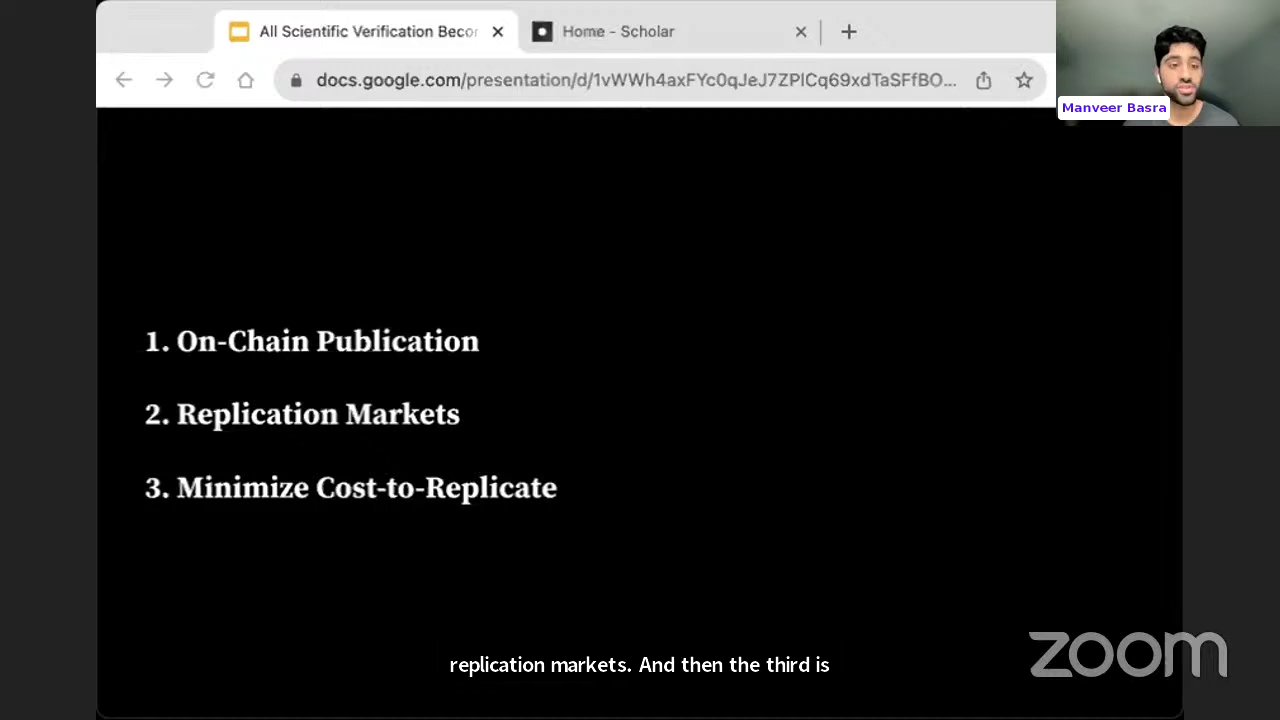 All Scientific Verification Becor
Home - Scholar
docs.google.com/presentation/d/1vWWh4axFYc0qJeJ7ZPlCq69xdTaSFfBO...
Manveer Basra
1. On-Chain Publication
2. Replication Markets
3. Minimize Cost-to-Replicate
replication markets. And then the third is
zoom